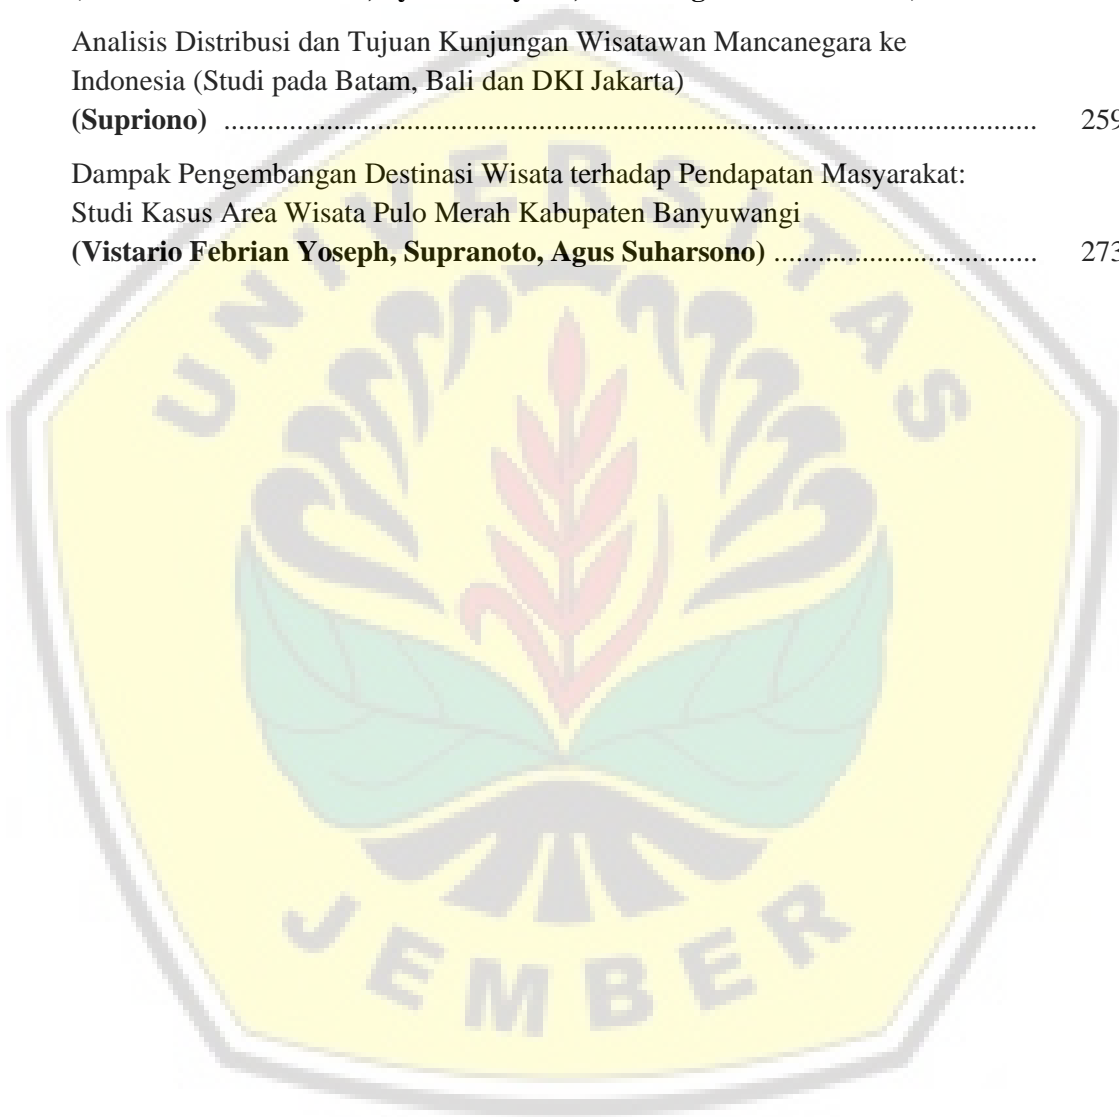 Analisis Distribusi dan Tujuan Kunjungan Wisatawan Mancanegara ke
Indonesia (Studi pada Batam, Bali dan DKI Jakarta)
(Supriono) ................................................................................................................ 259
Dampak Pengembangan Destinasi Wisata terhadap Pendapatan Masyarakat:
Studi Kasus Area Wisata Pulo Merah Kabupaten Banyuwangi
(Vistario Febrian Yoseph, Supranoto, Agus Suharsono) .................................... 273
UNIVERSITAS
JEMBER